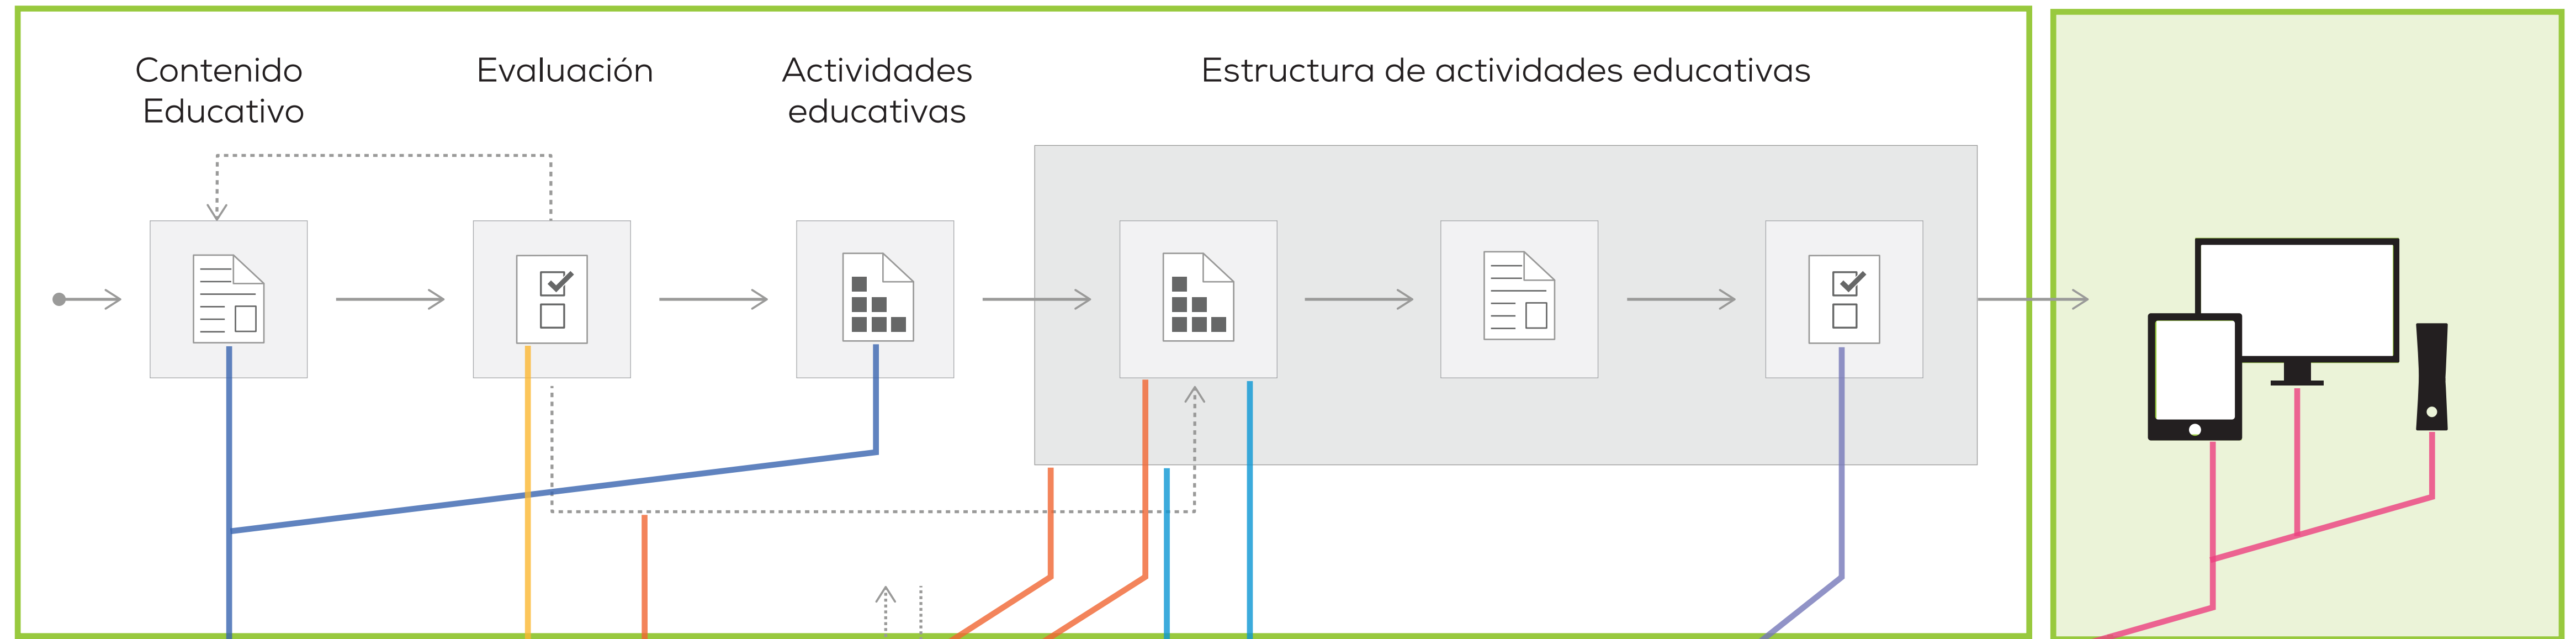 Contenido
Educativo
Evaluación
Actividades
educativas
Estructura de actividades educativas